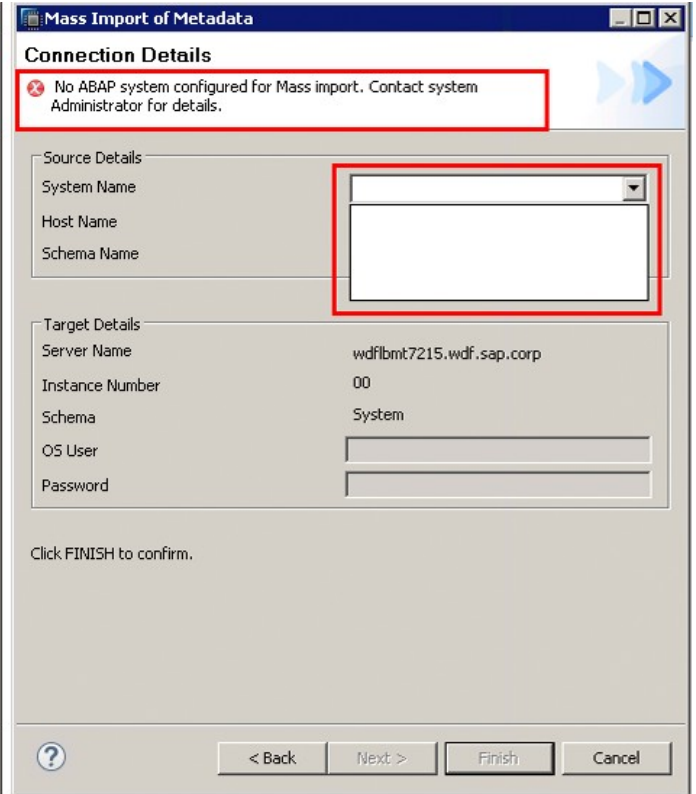 Mass Import of Metadata
Connection Details
No ABAP system configured for Mass import. Contact system
Administrator for details.
Source Details
System Name
Host Name
Schema Name
Target Details
Server Name wdflbmt7215.wdf.sap.corp
Instance Number 00
Schema System
OS User
Password
Click FINISH to confirm.
? < Back Next > Finish Cancel